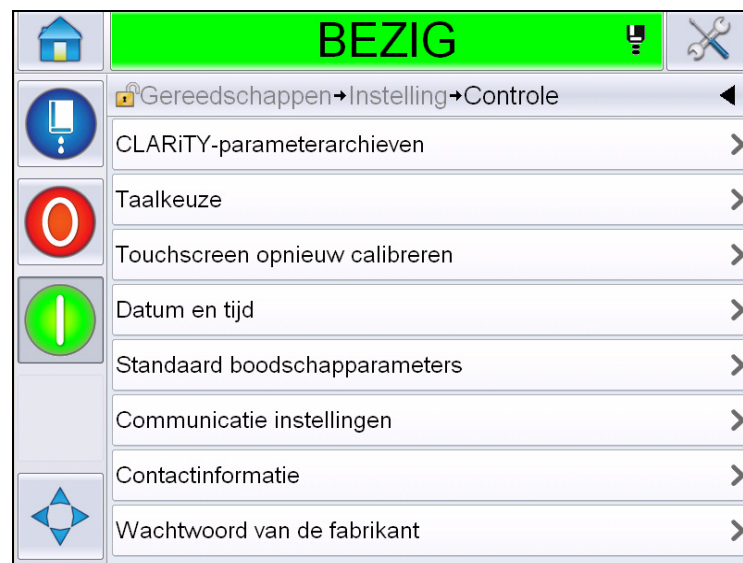 BEZIG
Gereedschappen→Instelling→Controle
CLARiTY-parameterarchieven
Taalkeuze
Touchscreen opnieuw calibreren
Datum en tijd
Standaard boodschapparameters
Communicatie instellingen
Contactinformatie
Wachtwoord van de fabrikant